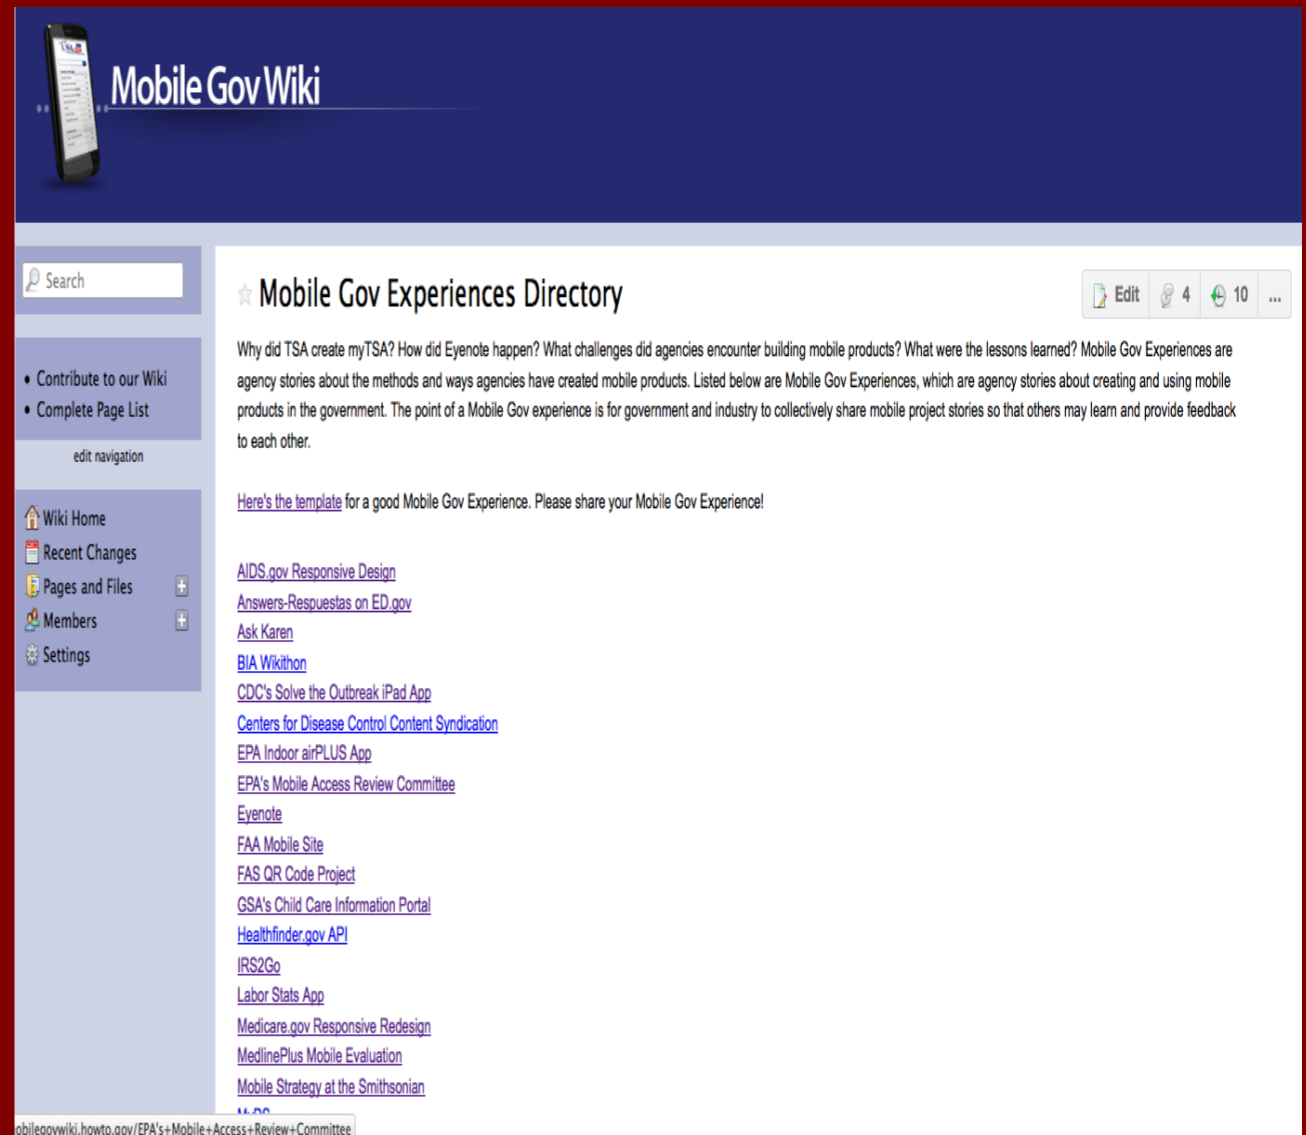 USA
Mobile Gov Wiki
Search
• Contribute to our Wiki
• Complete Page List
edit navigation
Wiki Home
Recent Changes
Pages and Files
Members
Settings
Mobile Gov Experiences Directory
Edit 4 10 ...
Why did TSA create myTSA? How did Eyenote happen? What challenges did agencies encounter building mobile products? What were the lessons learned? Mobile Gov Experiences are
agency stories about the methods and ways agencies have created mobile products. Listed below are Mobile Gov Experiences, which are agency stories about creating and using mobile
products in the government. The point of a Mobile Gov experience is for government and industry to collectively share mobile project stories so that others may learn and provide feedback
to each other.
Here's the template for a good Mobile Gov Experience. Please share your Mobile Gov Experience!
AIDS.gov Responsive Design
Answers-Respuestas on ED.gov
Ask Karen
BIA Wikithon
CDC's Solve the Outbreak iPad App
Centers for Disease Control Content Syndication
EPA Indoor airPLUS App
EPA's Mobile Access Review Committee
Eyenote
FAA Mobile Site
FAS QR Code Project
GSA's Child Care Information Portal
Healthfinder.gov API
IRS2Go
Labor Stats App
Medicare.gov Responsive Redesign
MedlinePlus Mobile Evaluation
Mobile Strategy at the Smithsonian
obilegovwiki.howto.gov/EPA's+Mobile+Access+Review+Committee